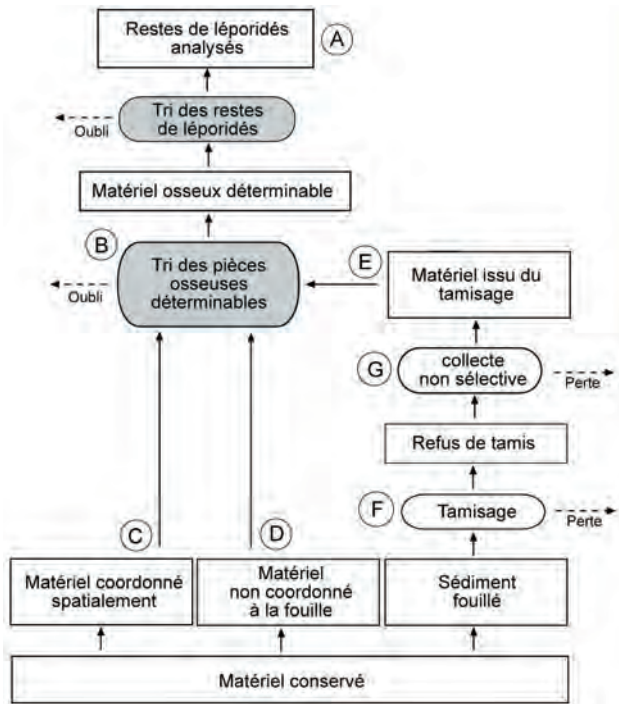 Restes de léporidés
analysés
A
Tri des restes
de léporidés
Oubli
Matériel osseux déterminable
B
Tri des pièces
osseuses
déterminables
Oubli
E
Matériel issu du
tamisage
G
collecte
non sélective
Perte
Refus de tamis
F
Tamisage
Perte
C
D
Matériel coordonné
spatialement
Matériel
non coordonné
à la fouille
Sédiment
fouillé
Matériel conservé